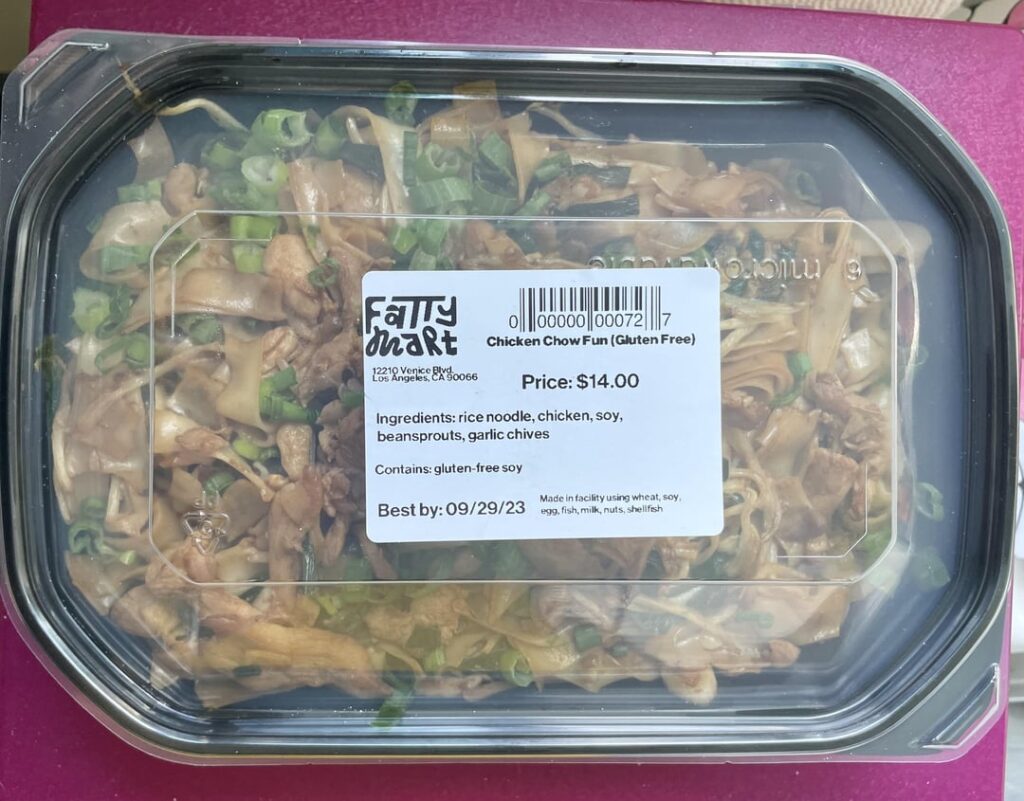 microwavable 6
Fatty
mart
0 00000 00072 7
Chicken Chow Fun (Gluten Free)
12210 Venice Blvd.
Los Angeles, CA 90066
Price: $14.00
Ingredients: rice noodle, chicken, soy,
beansprouts, garlic chives
Contains: gluten-free soy
Best by: 09/29/23
Made in facility using wheat, soy,
egg, fish, milk, nuts, shellfish